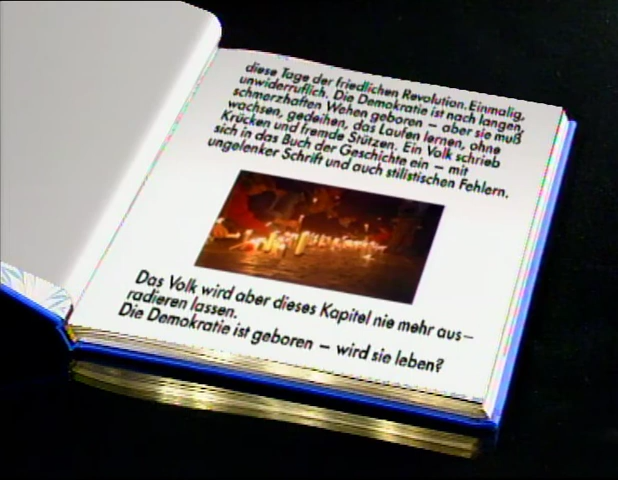 diese Tage der friedlichen Revolution. Einmalig,
unwiderruflich. Die Demokratie ist nach langen,
schmerzhaften Wehen geboren – aber sie muß
wachsen, gedeihen, das Laufen lernen, ohne
Krücken und fremde Stützen. Ein Volk schrieb
sich in das Buch der Geschichte ein – mit
ungelenker Schrift und auch stilistischen Fehlern.
Das Volk wird aber dieses Kapitel nie mehr aus–
radieren lassen.
Die Demokratie ist geboren – wird sie leben?